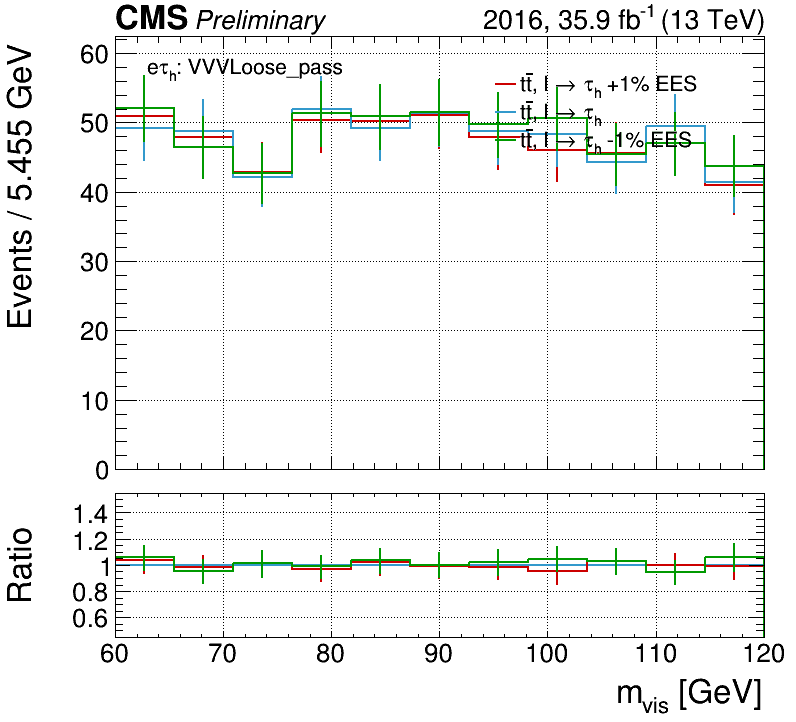 CMS Preliminary 2016, 35.9 fb-1 (13 TeV)
eτh: VVVLoose_pass
tt̄, l → τh +1% EES
tt̄, l → τh
tt̄, l → τh -1% EES
Events / 5.455 GeV
60
50
40
30
20
10
0
Ratio
1.4
1.2
1
0.8
0.6
60 70 80 90 100 110 120
mvis [GeV]